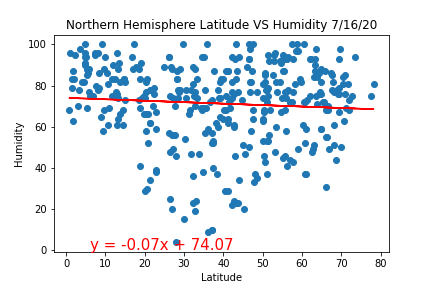 Northern Hemisphere Latitude VS Humidity 7/16/20
100
80
60
40
20
0
Humidity
y = -0.07x + 74.07
0 10 20 30 40 50 60 70 80
Latitude